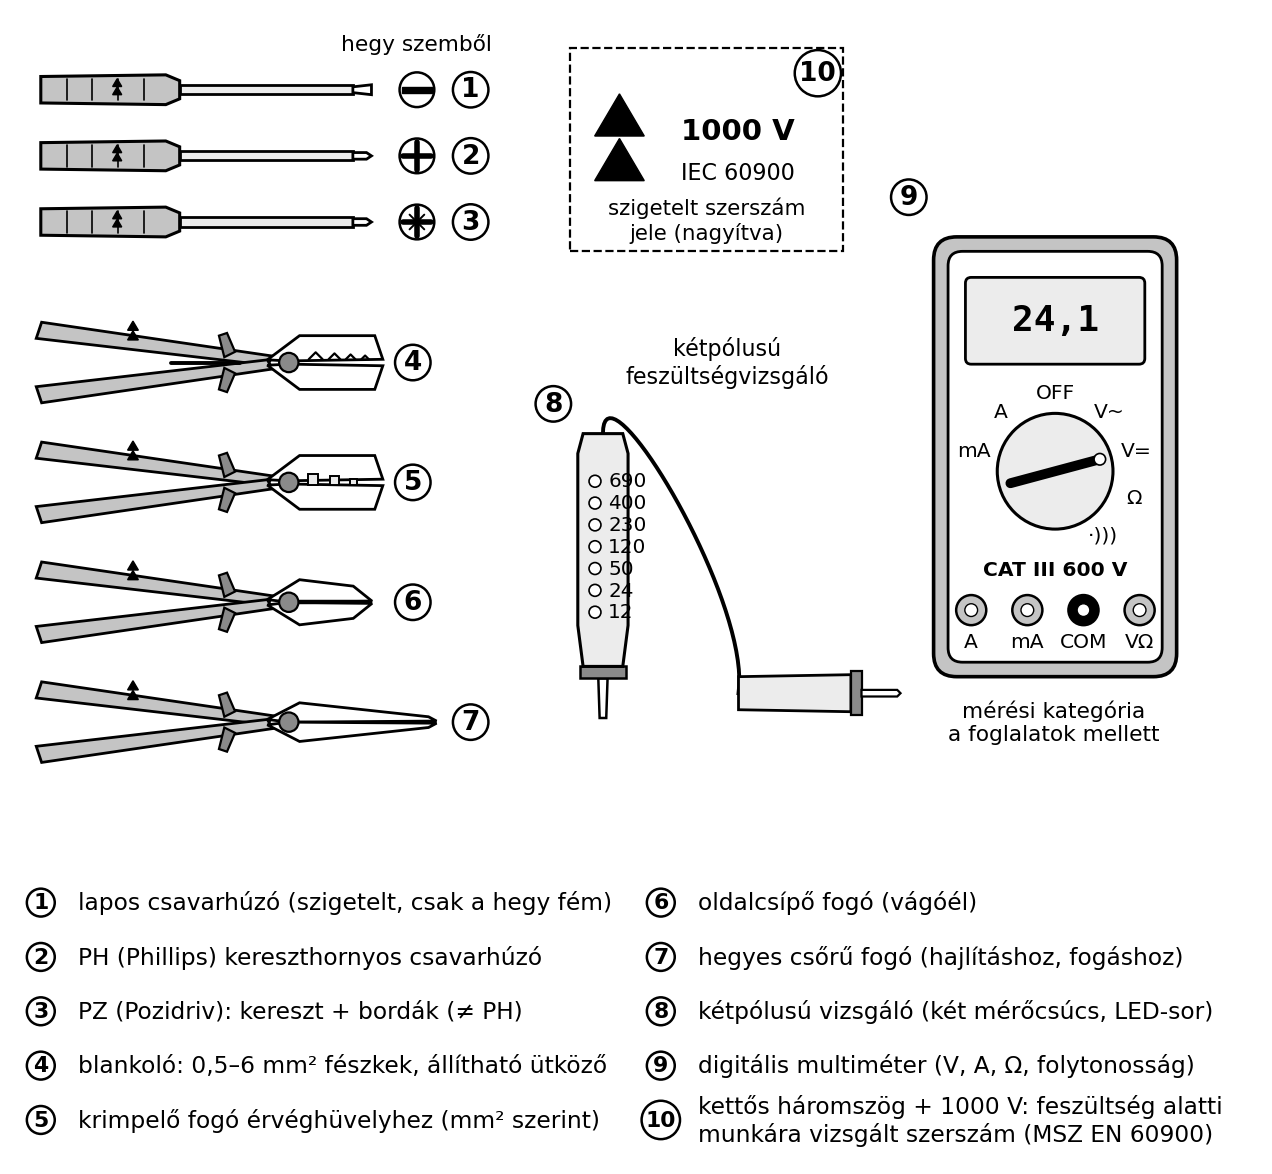 hegy szemből
1
2
3
10
1000 V
IEC 60900
szigetelt szerszám
jele (nagyítva)
4
5
6
7
kétpólusú
feszültségvizsgáló
8
690
400
230
120
50
24
12
9
24,1
OFF
A
V~
mA
V=
Ω
·)))
CAT III 600 V
A mA COM VΩ
mérési kategória
a foglalatok mellett
1 lapos csavarhúzó (szigetelt, csak a hegy fém)
2 PH (Phillips) kereszthornyos csavarhúzó
3 PZ (Pozidriv): kereszt + bordák (≠ PH)
4 blankoló: 0,5–6 mm² fészkek, állítható ütköző
5 krimpelő fogó érvéghüvelyhez (mm² szerint)
6 oldalcsípő fogó (vágóél)
7 hegyes csőrű fogó (hajlításhoz, fogáshoz)
8 kétpólusú vizsgáló (két mérőcsúcs, LED-sor)
9 digitális multiméter (V, A, Ω, folytonosság)
10 kettős háromszög + 1000 V: feszültség alatti
munkára vizsgált szerszám (MSZ EN 60900)